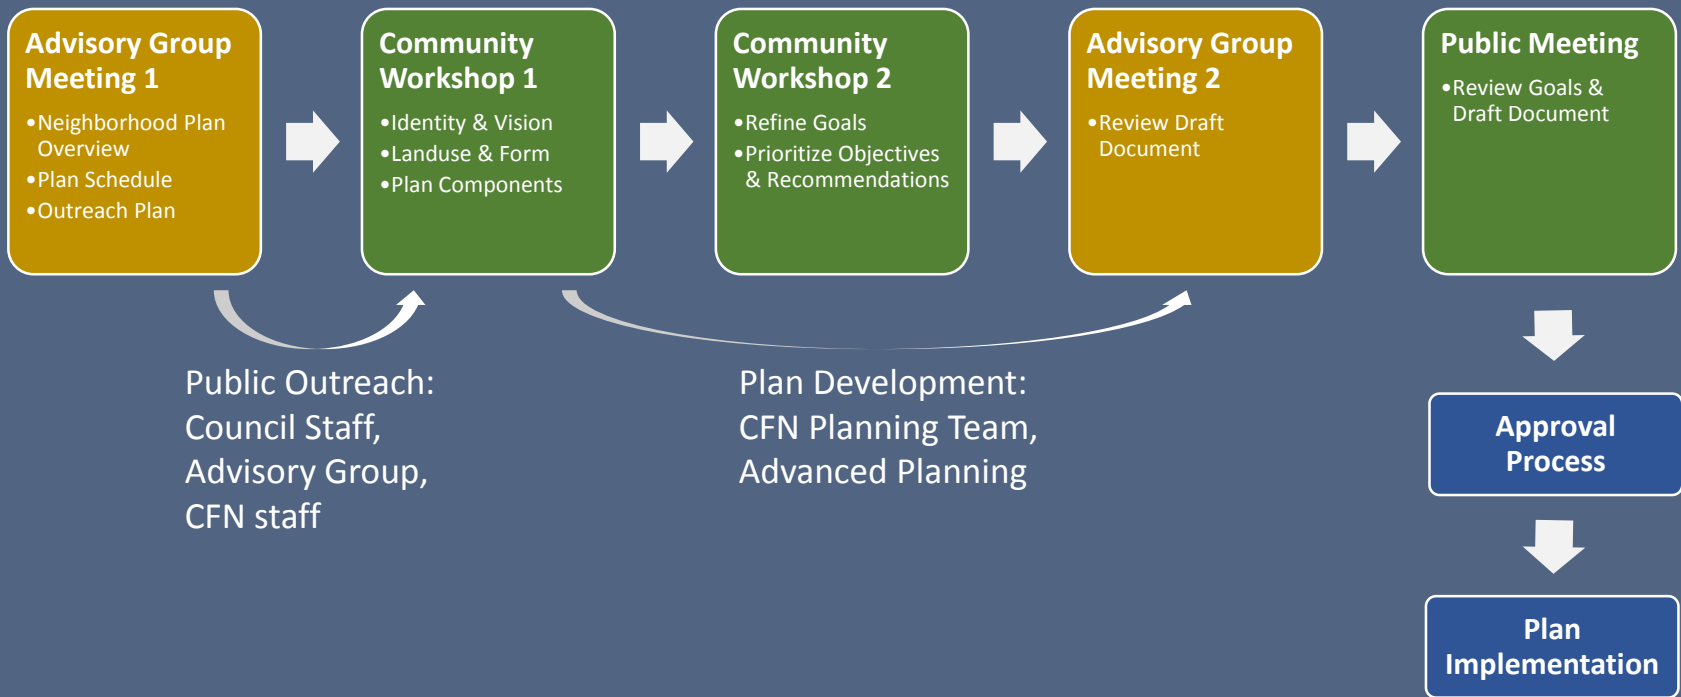 Advisory Group
Meeting 1
•Neighborhood Plan
Overview
•Plan Schedule
•Outreach Plan
Community
Workshop 1
•Identity & Vision
•Landuse & Form
•Plan Components
Community
Workshop 2
•Refine Goals
•Prioritize Objectives
& Recommendations
Advisory Group
Meeting 2
•Review Draft
Document
Public Meeting
•Review Goals &
Draft Document
Public Outreach:
Council Staff,
Advisory Group,
CFN staff
Plan Development:
CFN Planning Team,
Advanced Planning
Approval
Process
Plan
Implementation